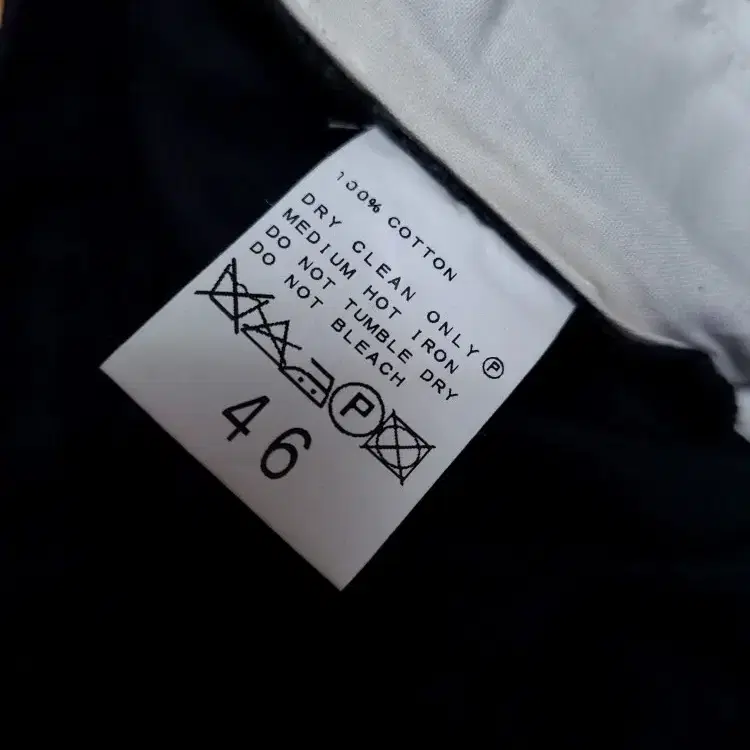 100% COTTON
DRY CLEAN ONLY Ⓟ
MEDIUM HOT IRON
DO NOT TUMBLE DRY
DO NOT BLEACH
P
46